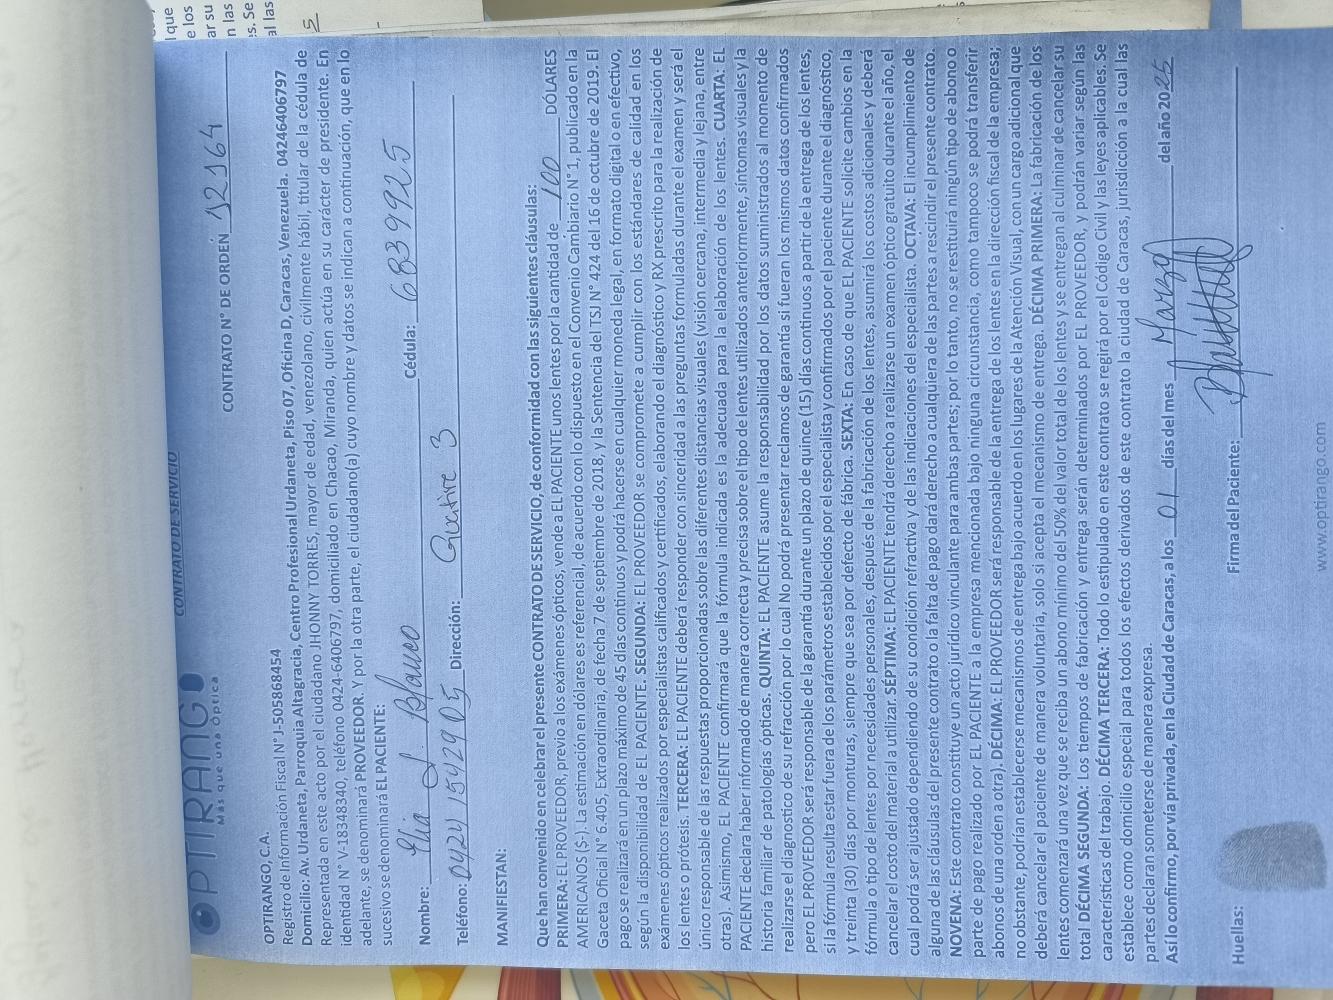 CONTRATO DE SERVICIO
OPTIRANGO
Más que una Óptica
CONTRATO N° DE ORDEN 12164
OPTIRANGO, C.A.
Registro de Información Fiscal N° J-505868454
Domicilio: Av. Urdaneta, Parroquia Altagracia, Centro Profesional Urdaneta, Piso 07, Oficina D, Caracas, Venezuela. 04246406797
Representada en este acto por el ciudadano JHONNY TORRES, mayor de edad, venezolano, civilmente hábil, titular de la cédula de
identidad N° V-18348340, teléfono 0424-6406797, domiciliado en Chacao, Miranda, quien actúa en su carácter de presidente. En
adelante, se denominará PROVEEDOR. Y por la otra parte, el ciudadano(a) cuyo nombre y datos se indican a continuación, que en lo
sucesivo se denominará EL PACIENTE:
Nombre: Blanco Cédula: 6839925
Teléfono: 0424 1542905 Dirección: 3
MANIFIESTAN:
Que han convenido en celebrar el presente CONTRATO DE SERVICIO, de conformidad con las siguientes cláusulas:
PRIMERA: EL PROVEEDOR, previo a los exámenes ópticos, vende a EL PACIENTE unos lentes por la cantidad de 100 DÓLARES
AMERICANOS ($-). La estimación en dólares es referencial, de acuerdo con lo dispuesto en el Convenio Cambiario N° 1, publicado en la
Gaceta Oficial N° 6.405, Extraordinaria, de fecha 7 de septiembre de 2018, y la Sentencia del TSJ N° 424 del 16 de octubre de 2019. El
pago se realizará en un plazo máximo de 45 días continuos y podrá hacerse en cualquier moneda legal, en formato digital o en efectivo,
según la disponibilidad de EL PACIENTE. SEGUNDA: EL PROVEEDOR se compromete a cumplir con los estándares de calidad en los
exámenes ópticos realizados por especialistas calificados y certificados, elaborando el diagnóstico y RX prescrito para la realización de
los lentes o prótesis. TERCERA: EL PACIENTE deberá responder con sinceridad a las preguntas formuladas durante el examen y será el
único responsable de las respuestas proporcionadas sobre las diferentes distancias visuales (visión cercana, intermedia y lejana, entre
otras). Asimismo, EL PACIENTE confirmará que la fórmula indicada es la adecuada para la elaboración de los lentes. CUARTA: EL
PACIENTE declara haber informado de manera correcta y precisa sobre el tipo de lentes utilizados anteriormente, síntomas visuales y la
historia familiar de patologías ópticas. QUINTA: EL PACIENTE asume la responsabilidad por los datos suministrados al momento de
realizarse el diagnostico de su refracción por lo cual No podrá presentar reclamos de garantía si fueran los mismos datos confirmados
pero EL PROVEEDOR será responsable de la garantía durante un plazo de quince (15) días continuos a partir de la entrega de los lentes,
si la fórmula resulta estar fuera de los parámetros establecidos por el especialista y confirmados por el paciente durante el diagnóstico,
y treinta (30) días por monturas, siempre que sea por defecto de fábrica. SEXTA: En caso de que EL PACIENTE solicite cambios en la
fórmula o tipo de lentes por necesidades personales, después de la fabricación de los lentes, asumirá los costos adicionales y deberá
cancelar el costo del material a utilizar. SÉPTIMA: EL PACIENTE tendrá derecho a realizarse un examen óptico gratuito durante el año, el
cual podrá ser ajustado dependiendo de su condición refractiva y de las indicaciones del especialista. OCTAVA: El incumplimiento de
alguna de las cláusulas del presente contrato o la falta de pago dará derecho a cualquiera de las partes a rescindir el presente contrato.
NOVENA: Este contrato constituye un acto jurídico vinculante para ambas partes; por lo tanto, no se restituirá ningún tipo de abono o
parte de pago realizado por EL PACIENTE a la empresa mencionada bajo ninguna circunstancia, como tampoco se podrá transferir
abonos de una orden a otra). DÉCIMA: EL PROVEEDOR será responsable de la entrega de los lentes en la dirección fiscal de la empresa;
no obstante, podrían establecerse mecanismos de entrega bajo acuerdo en los lugares de la Atención Visual, con un cargo adicional que
deberá cancelar el paciente de manera voluntaria, solo si acepta el mecanismo de entrega. DÉCIMA PRIMERA: La fabricación de los
lentes comenzará una vez que se reciba un abono mínimo del 50% del valor total de los lentes y se entregan al culminar de cancelar su
total DÉCIMA SEGUNDA: Los tiempos de fabricación y entrega serán determinados por EL PROVEEDOR, y podrán variar según las
características del trabajo. DÉCIMA TERCERA: Todo lo estipulado en este contrato se regirá por el Código Civil y las leyes aplicables. Se
establece como domicilio especial para todos los efectos derivados de este contrato la ciudad de Caracas, jurisdicción a la cual las
partes declaran someterse de manera expresa.
Así lo confirmo, por vía privada, en la Ciudad de Caracas, a los 01 días del mes Marzo del año 2025
Huellas: Firma del Paciente:
www.optirango.com